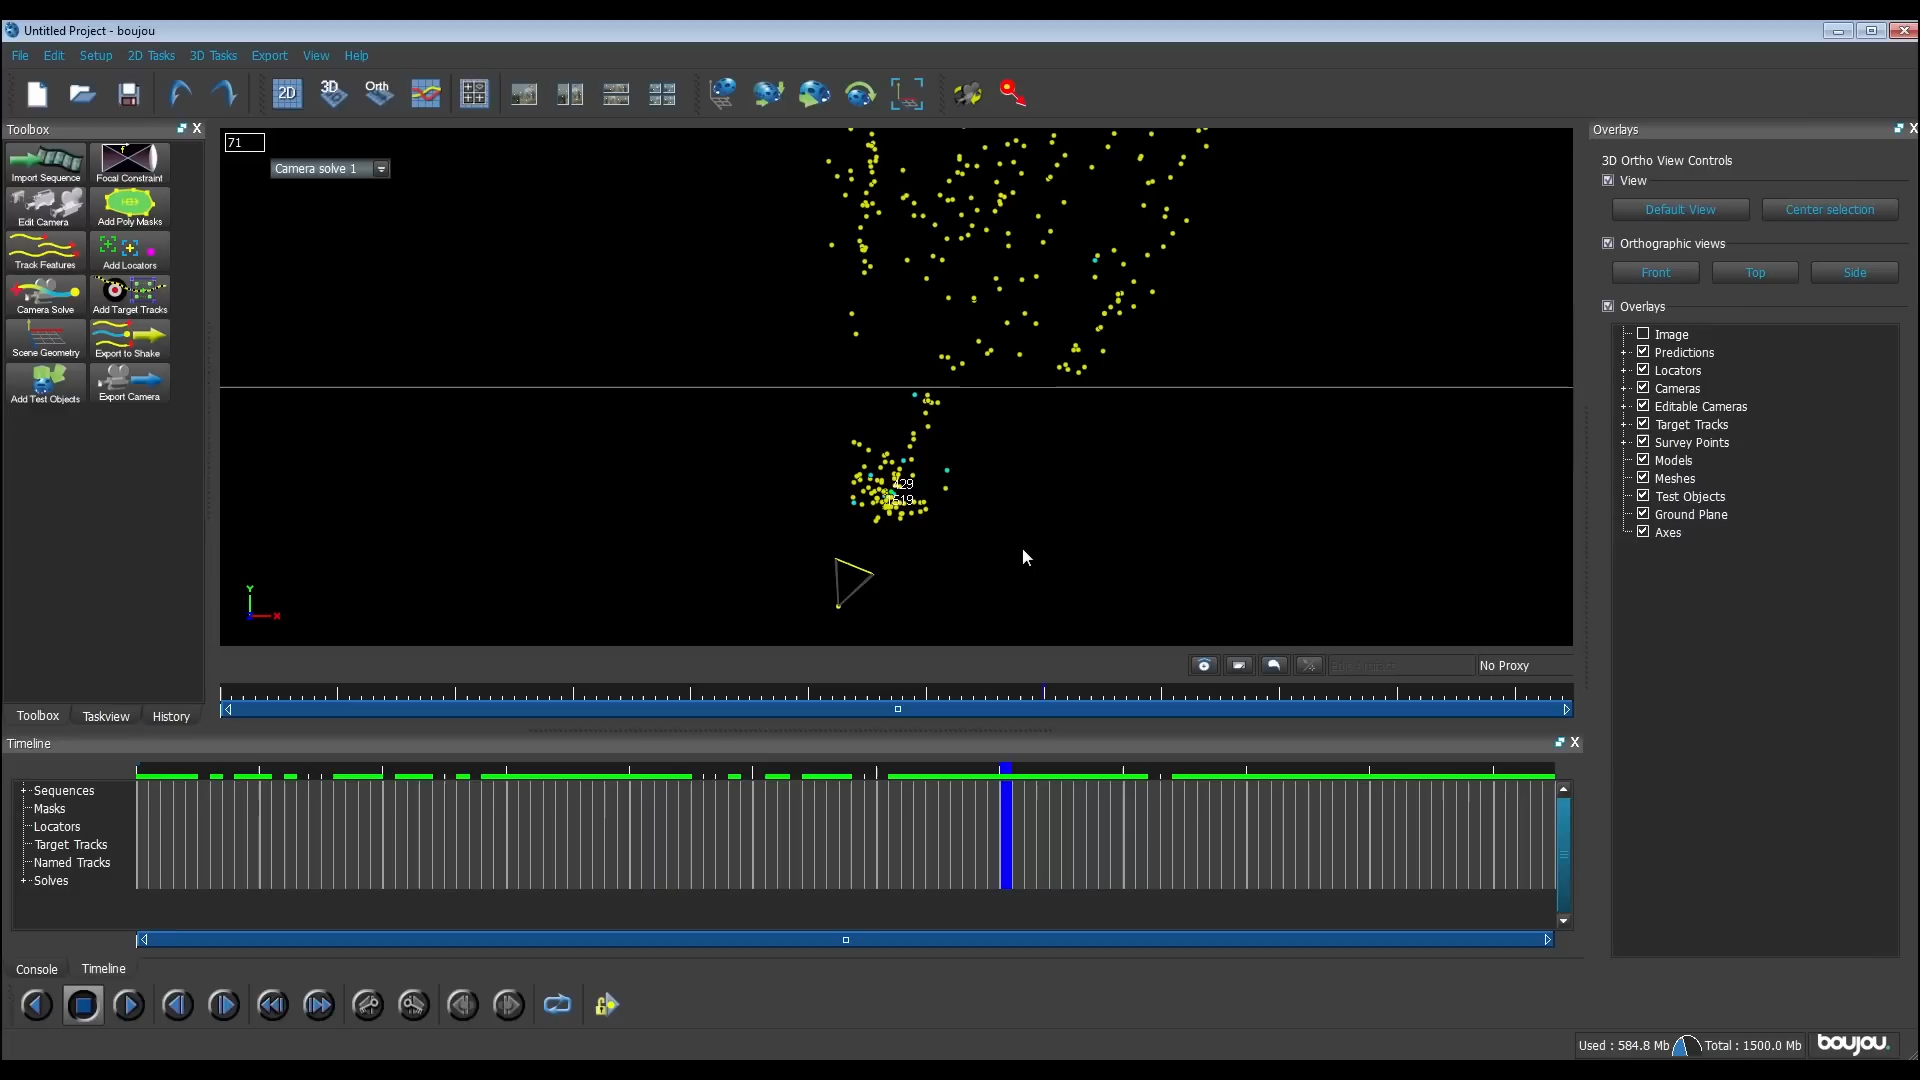 Untitled Project - boujou
File Edit Setup 2D Tasks 3D Tasks Export View Help
2D 3D Orth
Toolbox
Import Sequence
Focal Constraint
Edit Camera
Add Poly Masks
Track Features
Add Locators
Camera Solve
Add Target Tracks
Scene Geometry
Export to Shake
Add Test Objects
Export Camera
Toolbox Taskview History
71
Camera solve 1
429
Y
X
No Proxy
Overlays
3D Ortho View Controls
View
Default View Center selection
Orthographic views
Front Top Side
Overlays
Image
Predictions
Locators
Cameras
Editable Cameras
Target Tracks
Survey Points
Models
Meshes
Test Objects
Ground Plane
Axes
Timeline
Sequences
Masks
Locators
Target Tracks
Named Tracks
Solves
Console Timeline
Used : 584.8 Mb Total : 1500.0 Mb boujou.